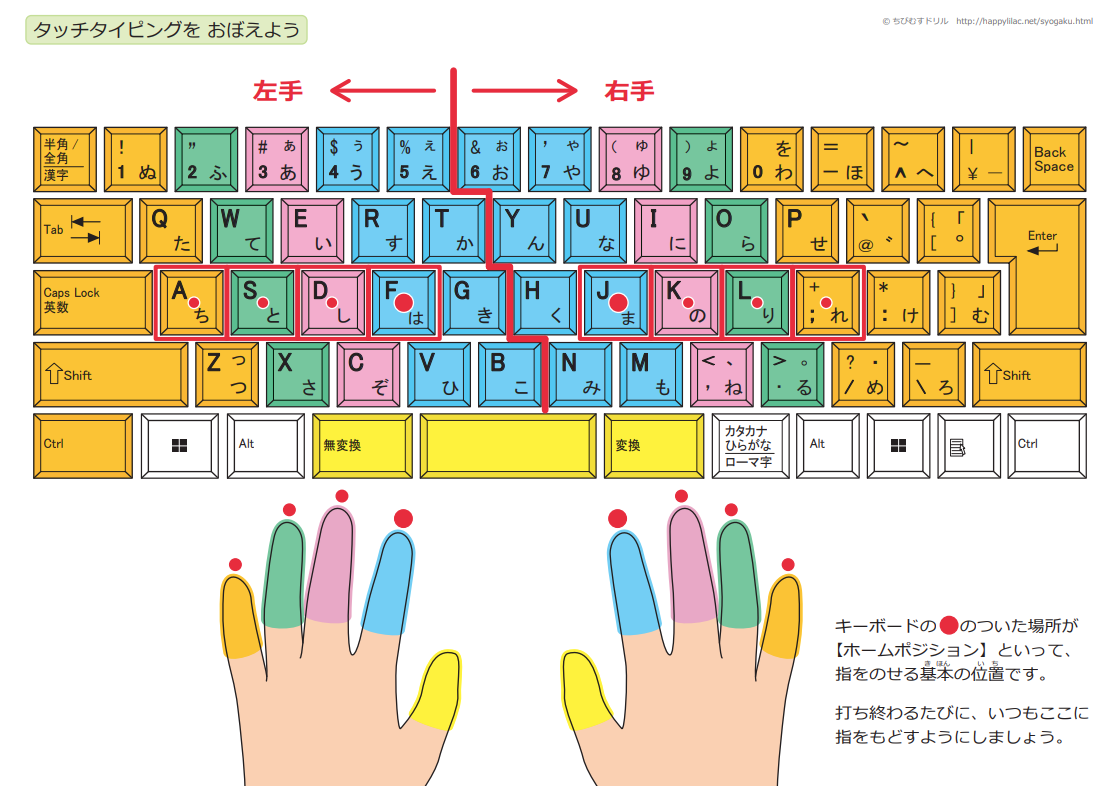 タッチタイピングを おぼえよう
© ちびむすドリル http://happylilac.net/syogaku.html
左手 右手
半角/全角 漢字 ! 1 ぬ ” 2 ふ # ぁ 3 あ $ ぅ 4 う % ぇ 5 え & ぉ 6 お ’ ゃ 7 や ( ゅ 8 ゆ ) ょ 9 よ を 0 わ = ー ほ ~ ^ へ | ¥ ー Back Space
Tab Q た W て E い R す T か Y ん U な I に O ら P せ ` @ ゛ { 「 [ ゜ Enter
Caps Lock 英数 A ち S と D し F は G き H く J ま K の L り + ; れ * : け } 」 ] む
Shift Z っ つ X さ C ぞ V ひ B こ N み M も < 、 , ね > 。 . る ? ・ / め _ \ ろ Shift
Ctrl Alt 無変換 変換 カタカナ ひらがな ローマ字 Alt Ctrl
キーボードの のついた場所が
【ホームポジション】といって、
指をのせる基本の位置です。
きほん いち
打ち終わるたびに、いつもここに
指をもどすようにしましょう。